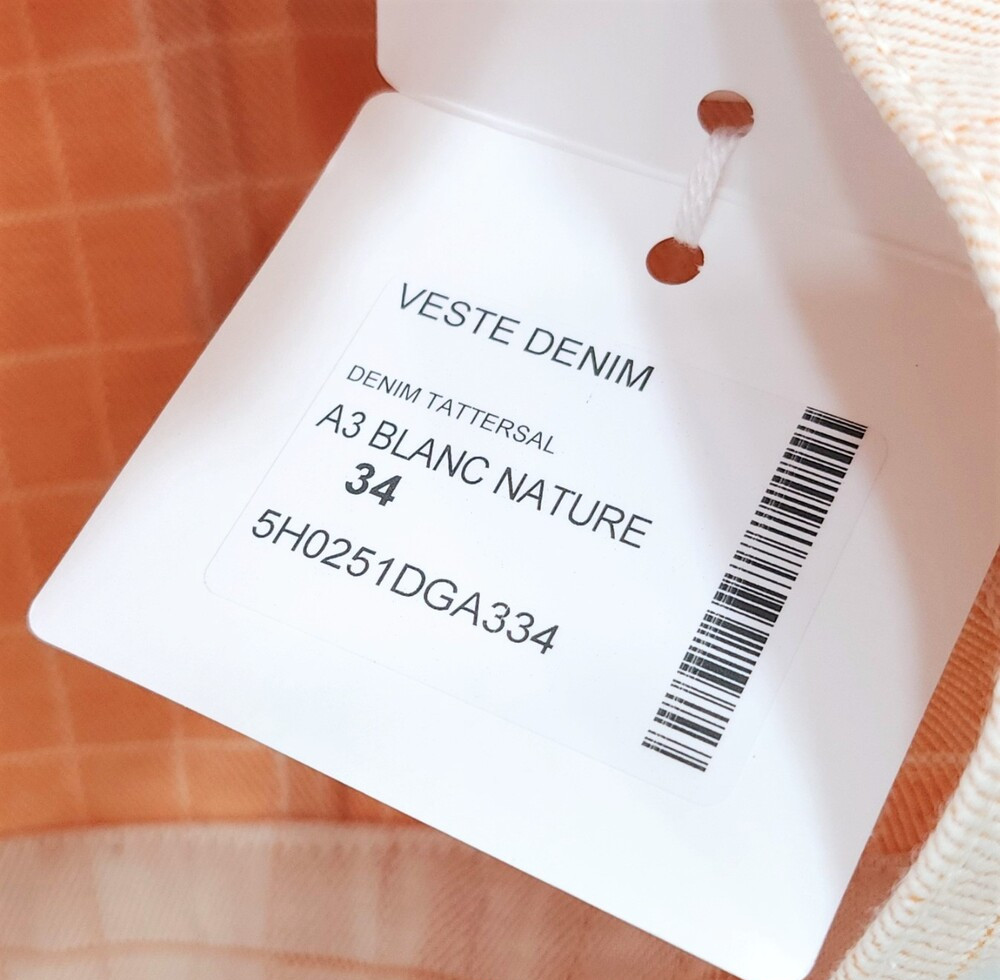 VESTE DENIM
DENIM TATTERSAL
A3 BLANC NATURE
34
5H0251DGA334